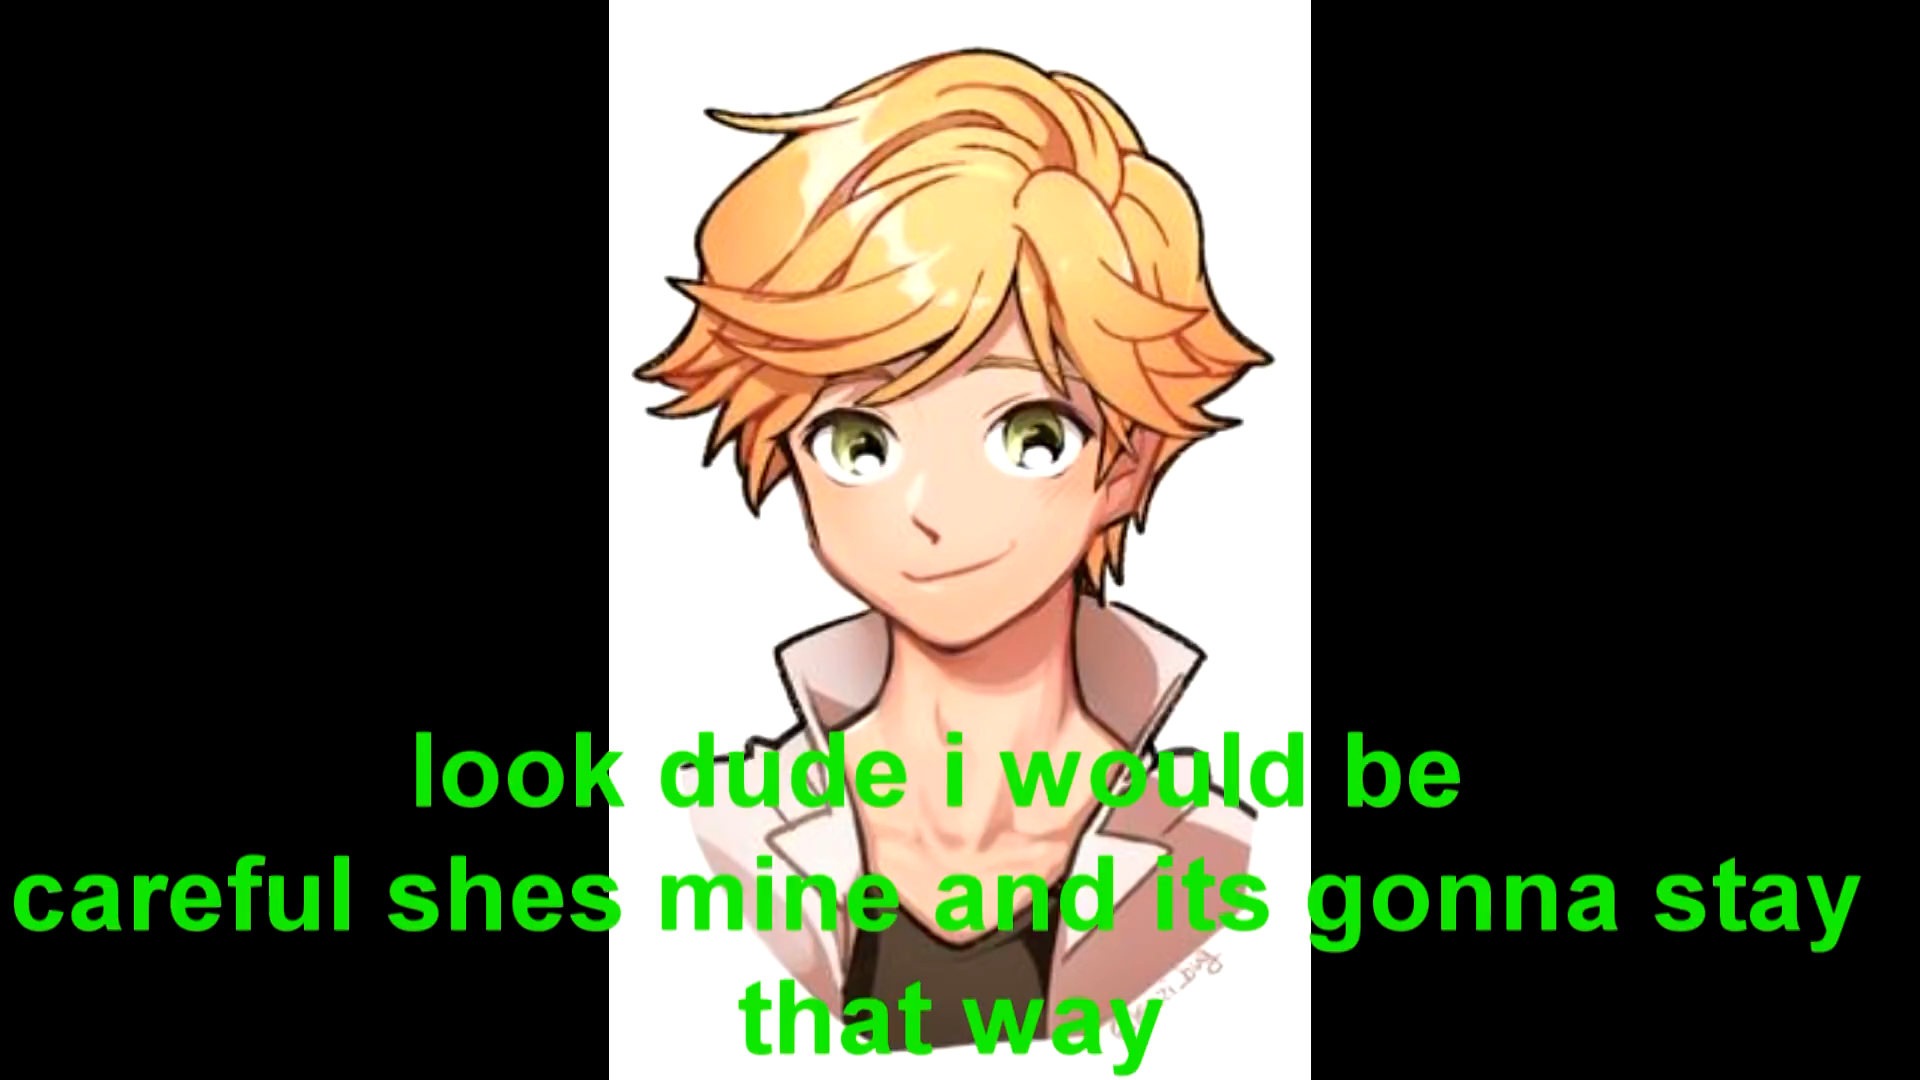 look dude i would be
careful shes mine and its gonna stay
that way